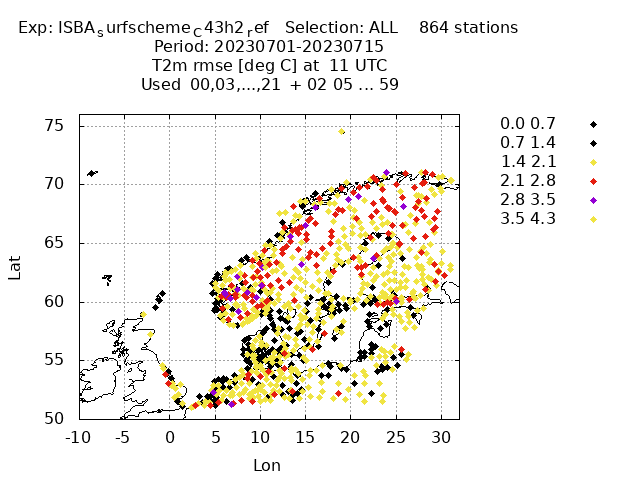 Exp: ISBAsurfschemeC43h2ref   Selection: ALL    864 stations
Period: 20230701-20230715
T2m rmse [deg C] at  11 UTC
Used  00,03,...,21  + 02 05 ... 59
0.0 0.7
0.7 1.4
1.4 2.1
2.1 2.8
2.8 3.5
3.5 4.3
75
70
65
60
55
50
Lat
-10 -5 0 5 10 15 20 25 30
Lon